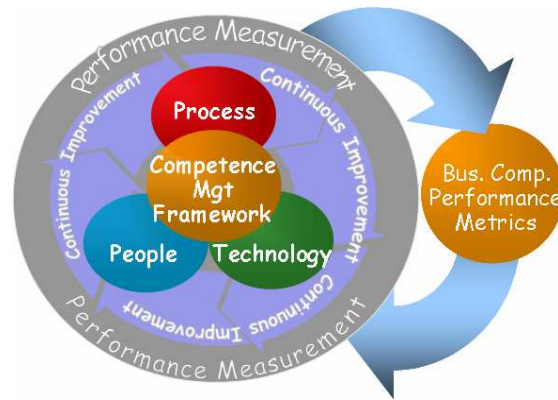 Performance Measurement
Continuous Improvement
Continuous Improvement
Process
Competence
Mgt
Framework
People
Technology
Continuous Improvement
Performance Measurement
Bus. Comp.
Performance
Metrics